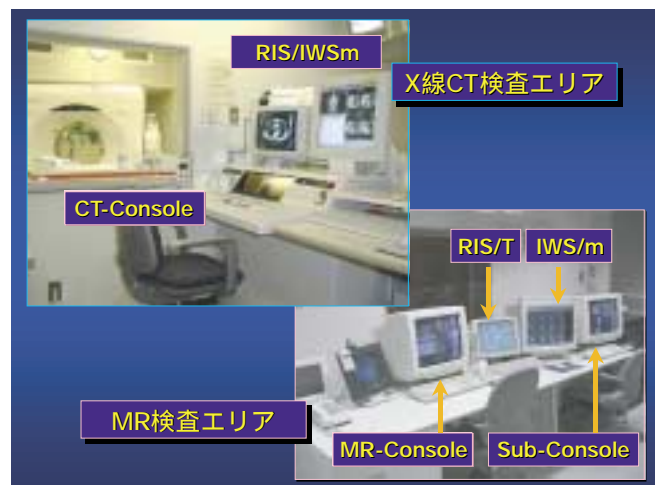 RIS/IWSm
X線CT検査エリア
CT-Console
RIS/T
IWS/m
MR検査エリア
MR-Console
Sub-Console